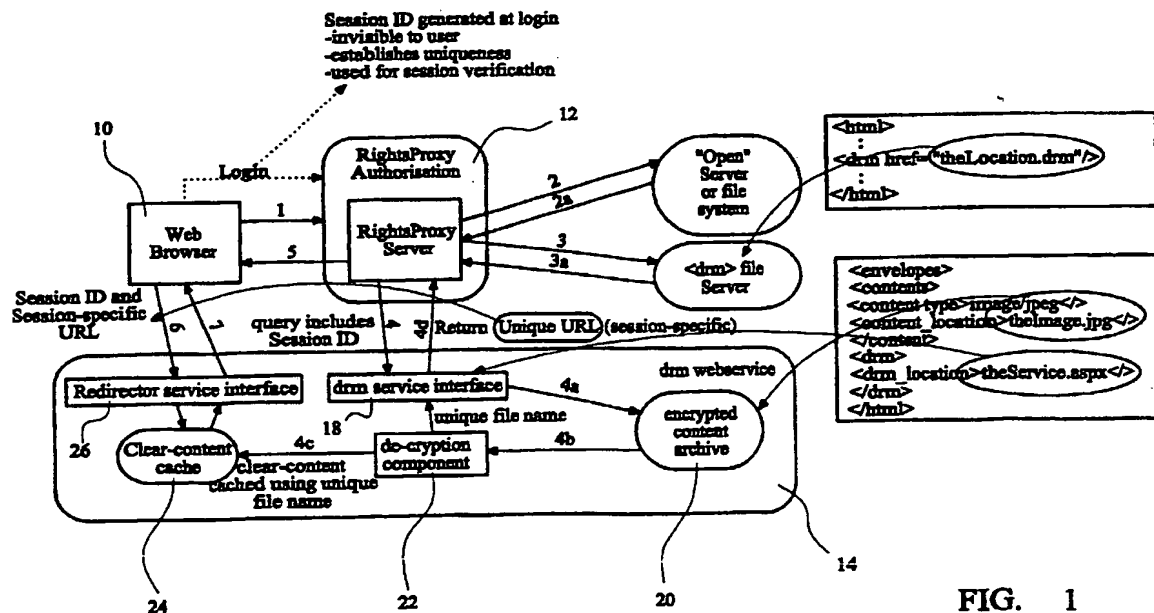 Session ID generated at login
-invisible to user
-establishes uniqueness
-used for session verification
10
12
Login
RightsProxy
Authorisation
"Open"
Server
or file
system
<html>
:
<drm href="theLocation.drm"/>
:
</html>
Web
Browser
1
5
RightsProxy
Server
2
2a
3
3a
<drm> file
Server
<envelopes>
<contents>
<content type>image/jpeg</>
<content_location>theImage.jpg</>
</content>
<drm>
<drm_location>theService.aspx</>
</drm>
</html>
Session ID and
Session-specific
URL
6
7
query includes
Session ID
4
4d
Return Unique URL (session-specific)
Redirector service interface
drm service interface
drm webservice
4a
26
18
unique file name
Clear-content
cache
4c
de-cryption
component
4b
encrypted
content
archive
clear-content
cached using unique
file name
24
22
20
14
FIG. 1